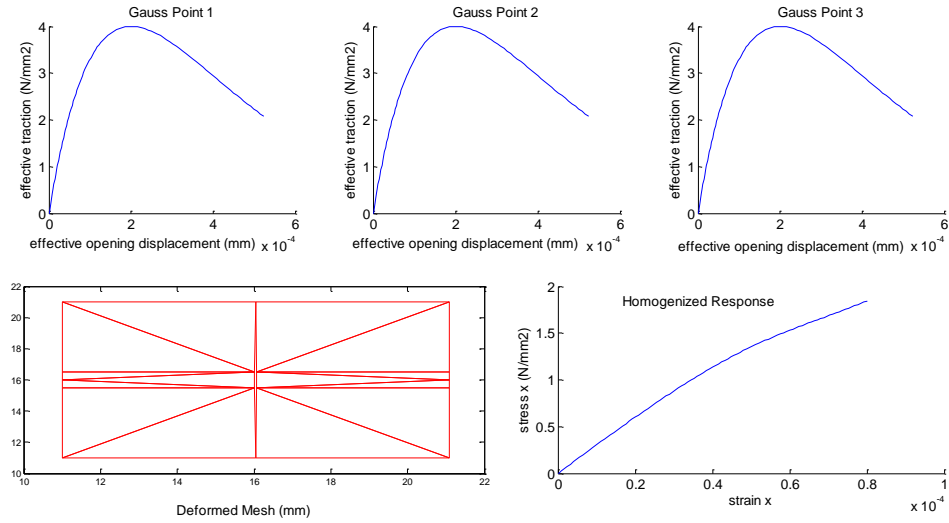 Gauss Point 1
Gauss Point 2
Gauss Point 3
effective traction (N/mm2)
4
3
2
1
0
0 2 4 6
effective opening displacement (mm) x 10-4
effective traction (N/mm2)
4
3
2
1
0
0 2 4 6
effective opening displacement (mm) x 10-4
effective traction (N/mm2)
4
3
2
1
0
0 2 4 6
effective opening displacement (mm) x 10-4
22
20
18
16
14
12
10
10 12 14 16 18 20 22
Deformed Mesh (mm)
Homogenized Response
stress x (N/mm2)
2
1.5
1
0.5
0
0 0.2 0.4 0.6 0.8 1
strain x
x 10-4